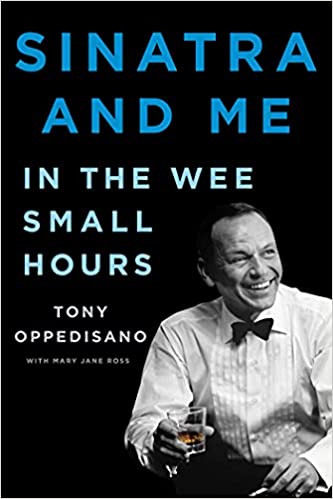 SINATRA
AND ME
IN THE WEE
SMALL
HOURS
TONY
OPPEDISANO
WITH MARY JANE ROSS